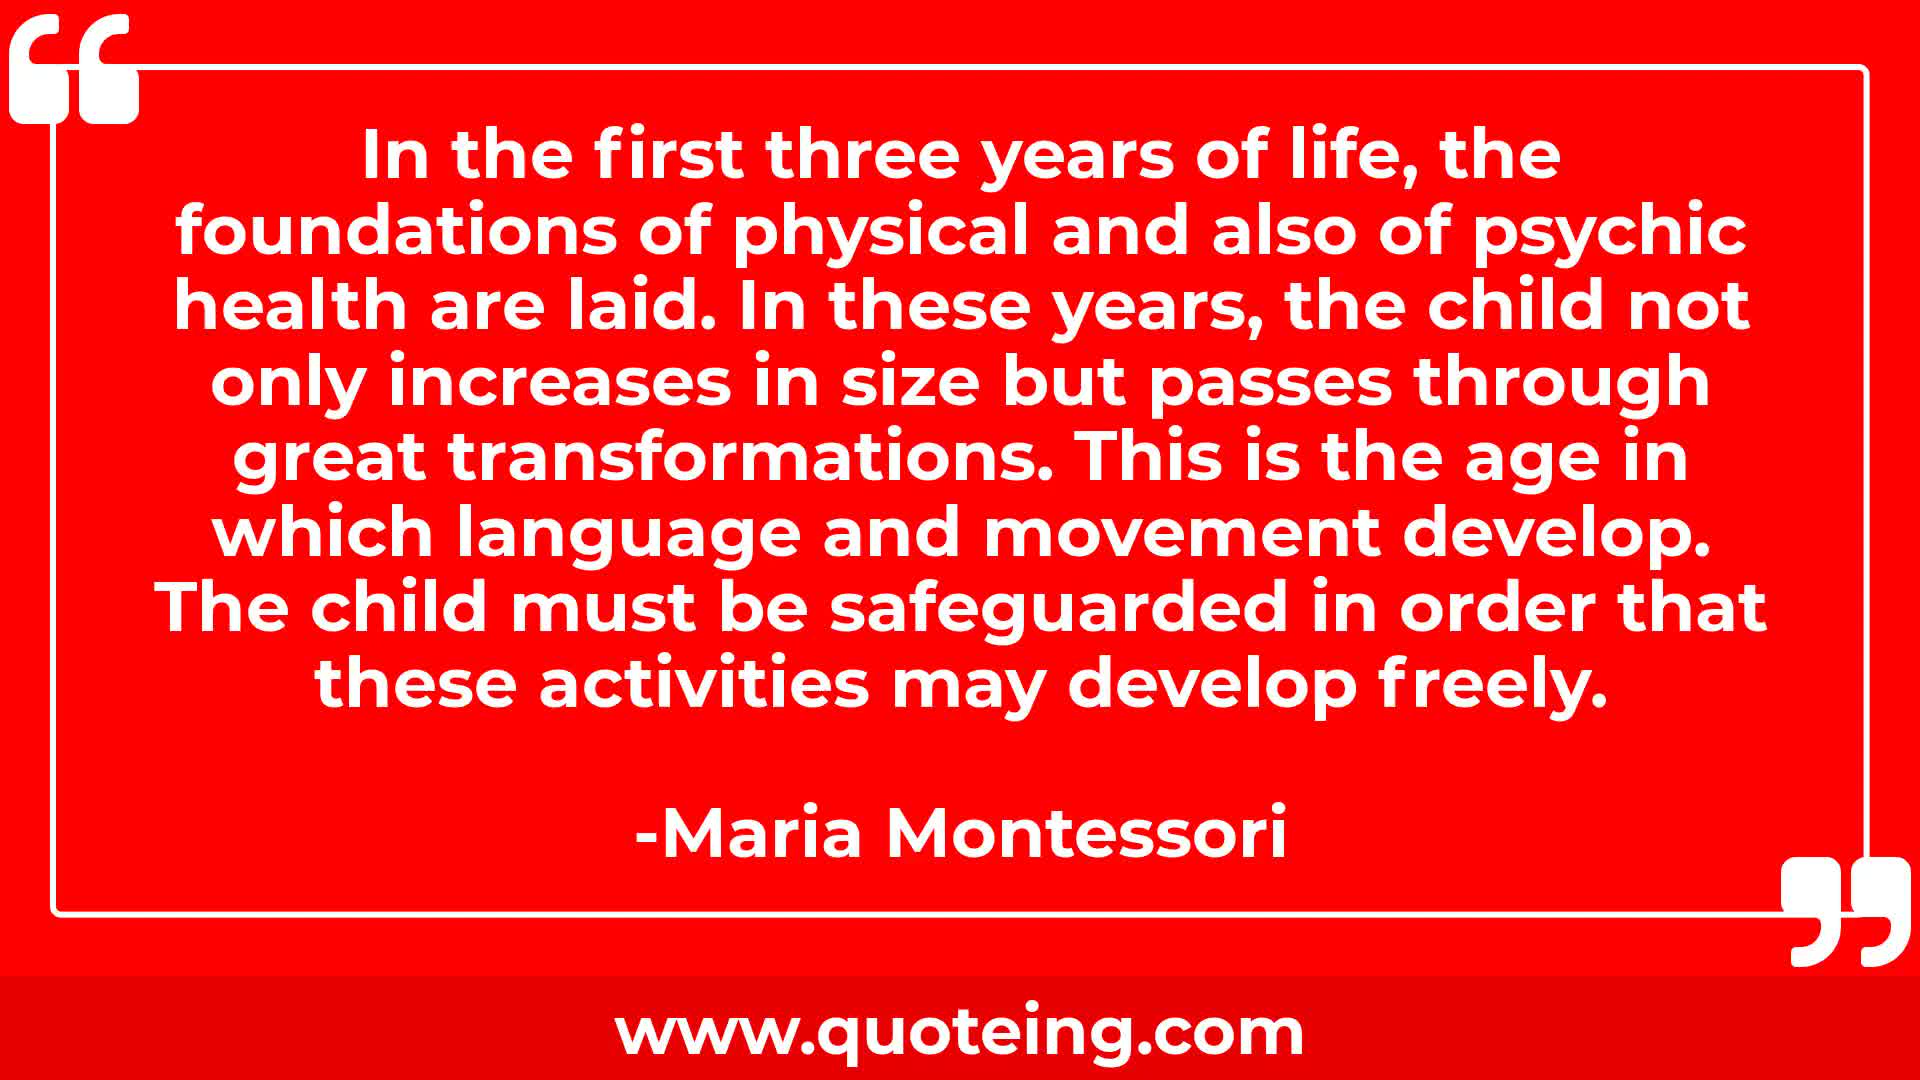 In the first three years of life, the
foundations of physical and also of psychic
health are laid. In these years, the child not
only increases in size but passes through
great transformations. This is the age in
which language and movement develop.
The child must be safeguarded in order that
these activities may develop freely.
-Maria Montessori
www.quoteing.com